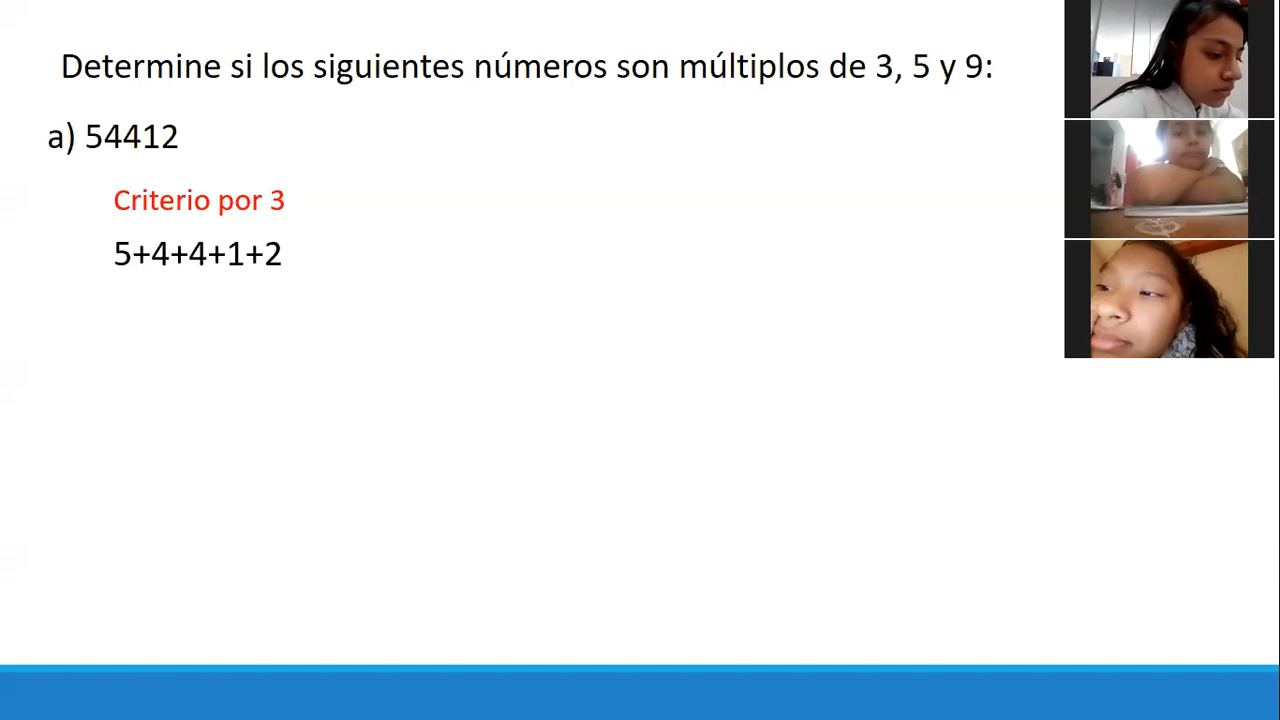 Determine si los siguientes números son múltiplos de 3, 5 y 9:
a) 54412
Criterio por 3
5+4+4+1+2